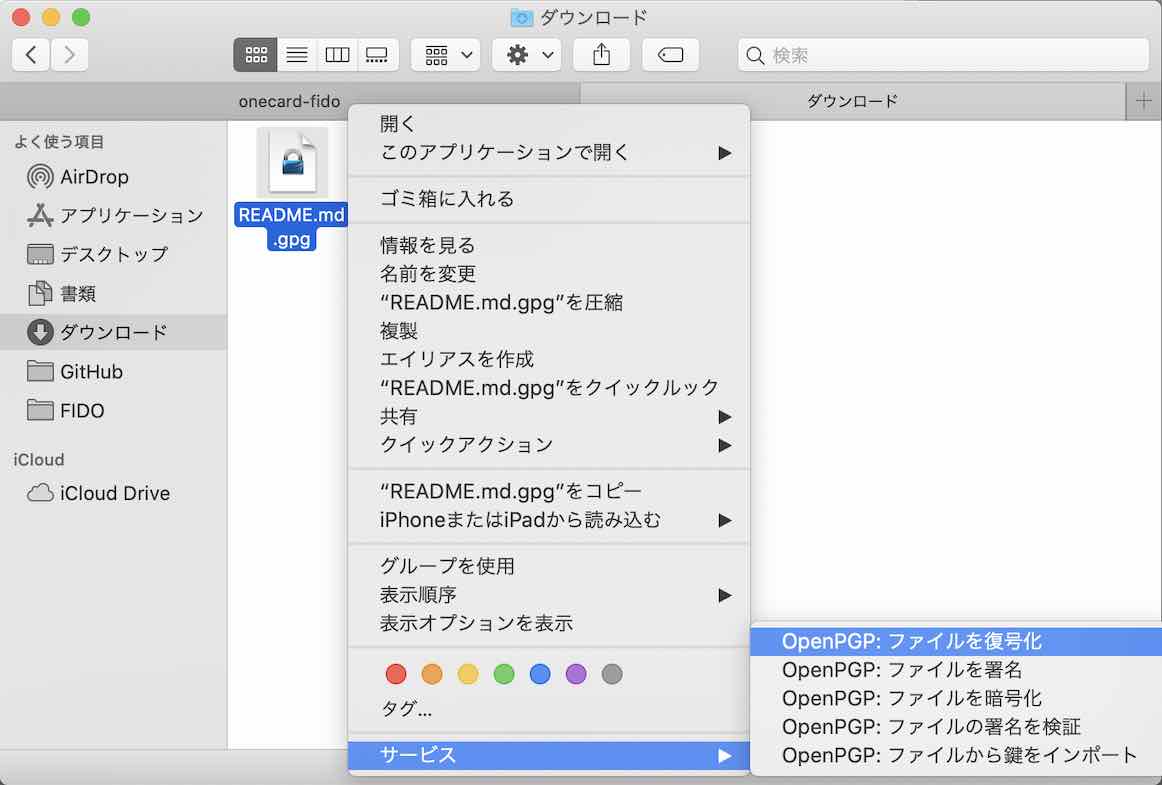 ダウンロード
検索
onecard-fido
ダウンロード
よく使う項目
AirDrop
アプリケーション
デスクトップ
書類
ダウンロード
GitHub
FIDO
iCloud
iCloud Drive
README.md
.gpg
開く
このアプリケーションで開く
ゴミ箱に入れる
情報を見る
名前を変更
“README.md.gpg”を圧縮
複製
エイリアスを作成
“README.md.gpg”をクイックルック
共有
クイックアクション
“README.md.gpg”をコピー
iPhoneまたはiPadから読み込む
グループを使用
表示順序
表示オプションを表示
タグ...
サービス
OpenPGP: ファイルを復号化
OpenPGP: ファイルを署名
OpenPGP: ファイルを暗号化
OpenPGP: ファイルの署名を検証
OpenPGP: ファイルから鍵をインポート